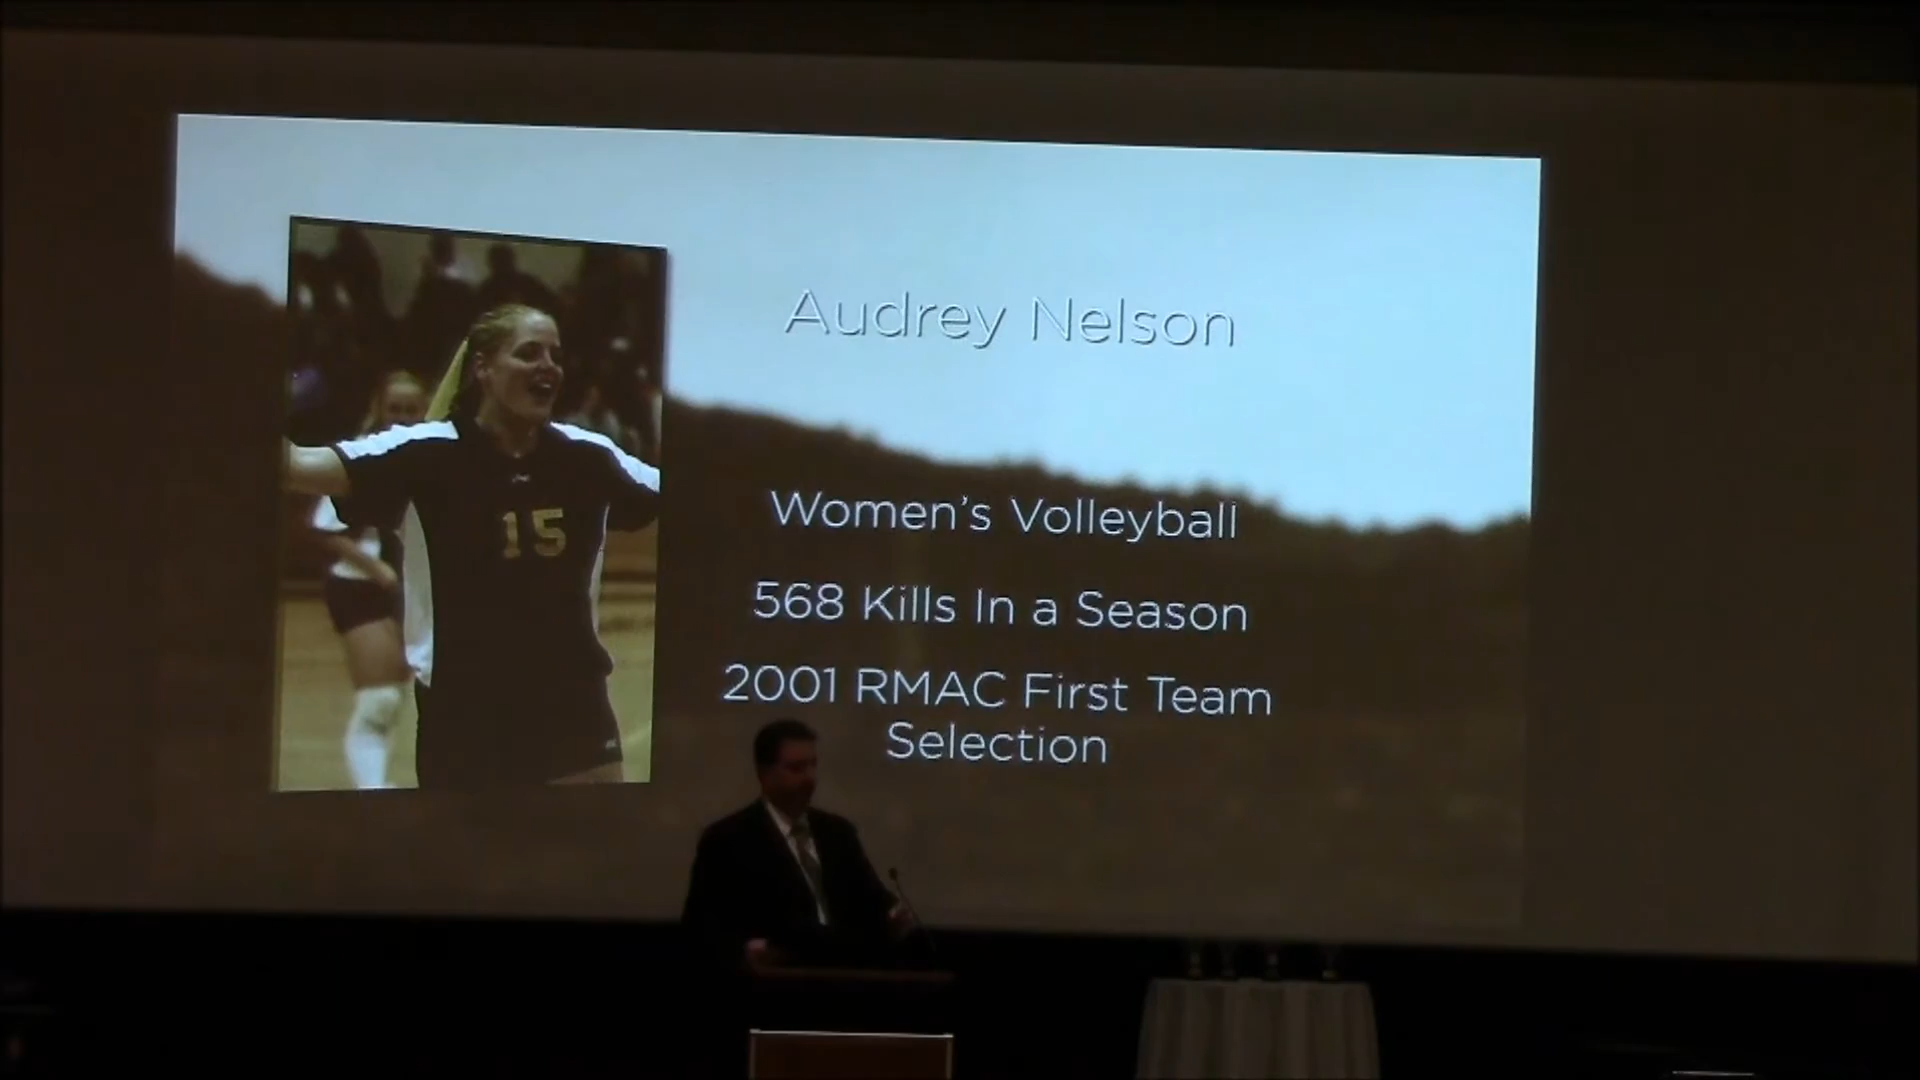 Audrey Nelson
15
Women's Volleyball
568 Kills In a Season
2001 RMAC First Team
Selection